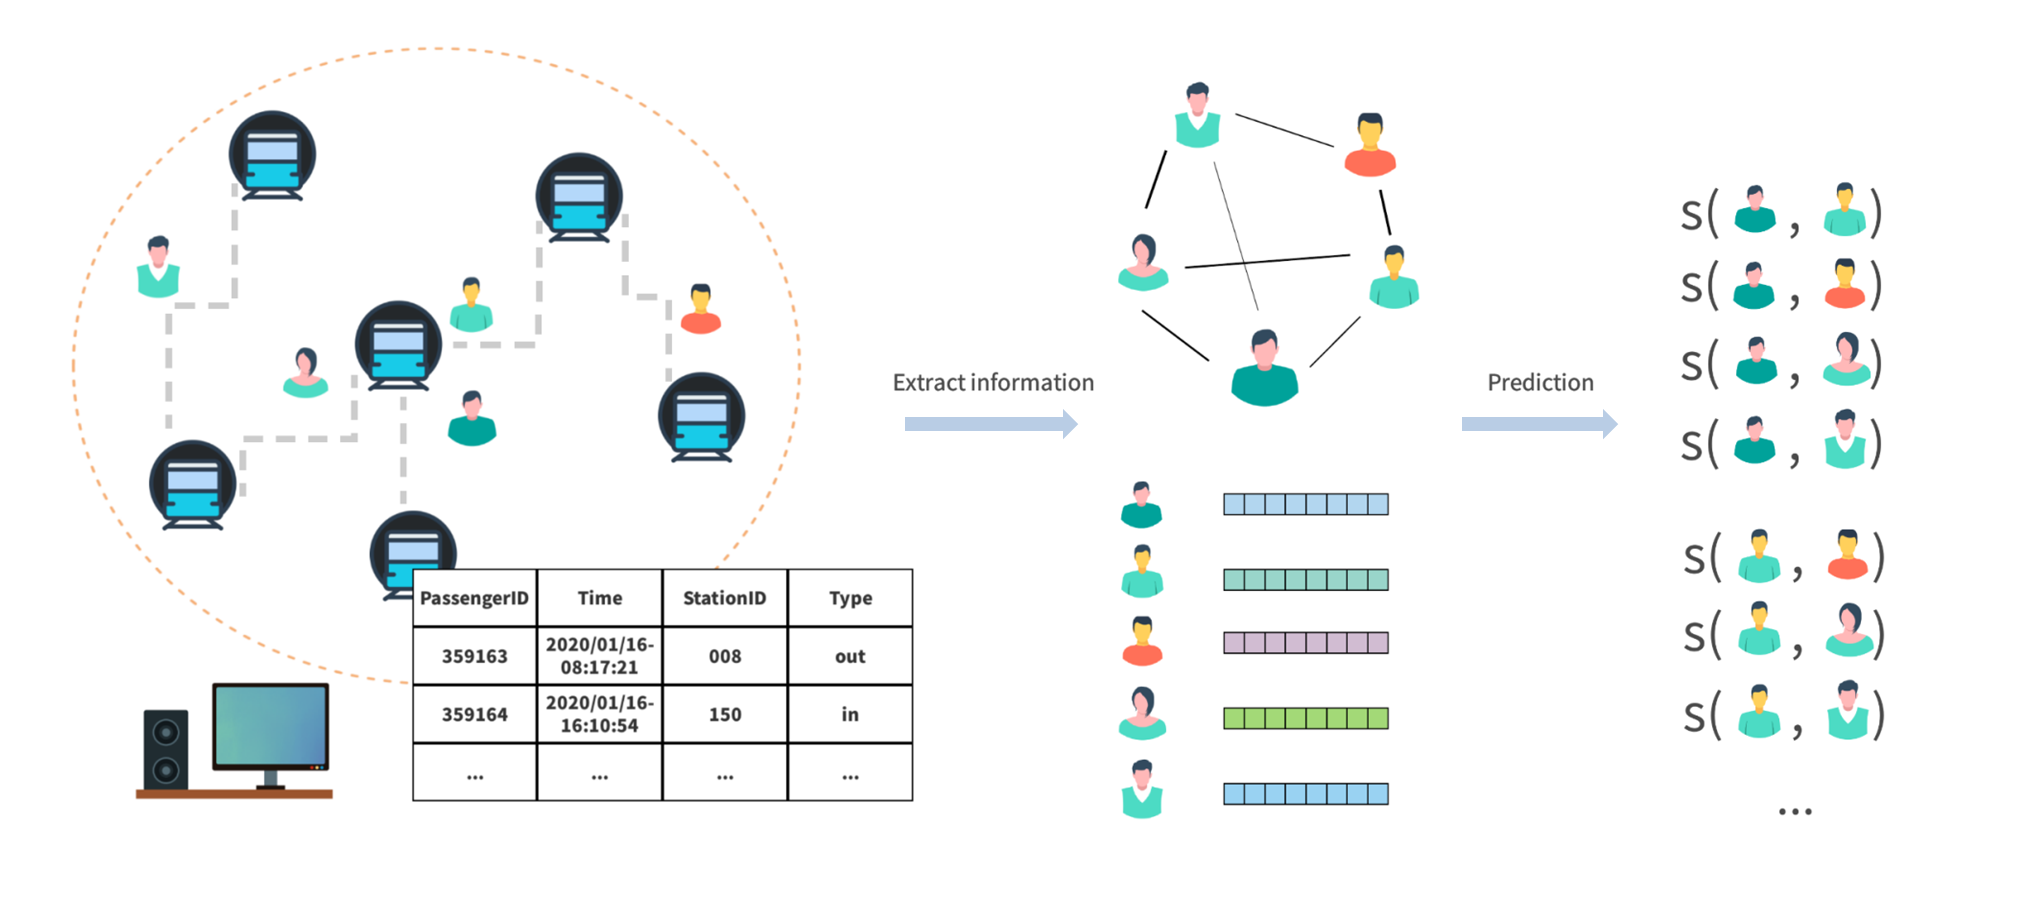 Extract information
Prediction
PassengerID Time StationID Type
359163 2020/01/16-08:17:21 008 out
359164 2020/01/16-16:10:54 150 in
... ... ... ...
S( , )
S( , )
S( , )
S( , )
S( , )
S( , )
S( , )
...